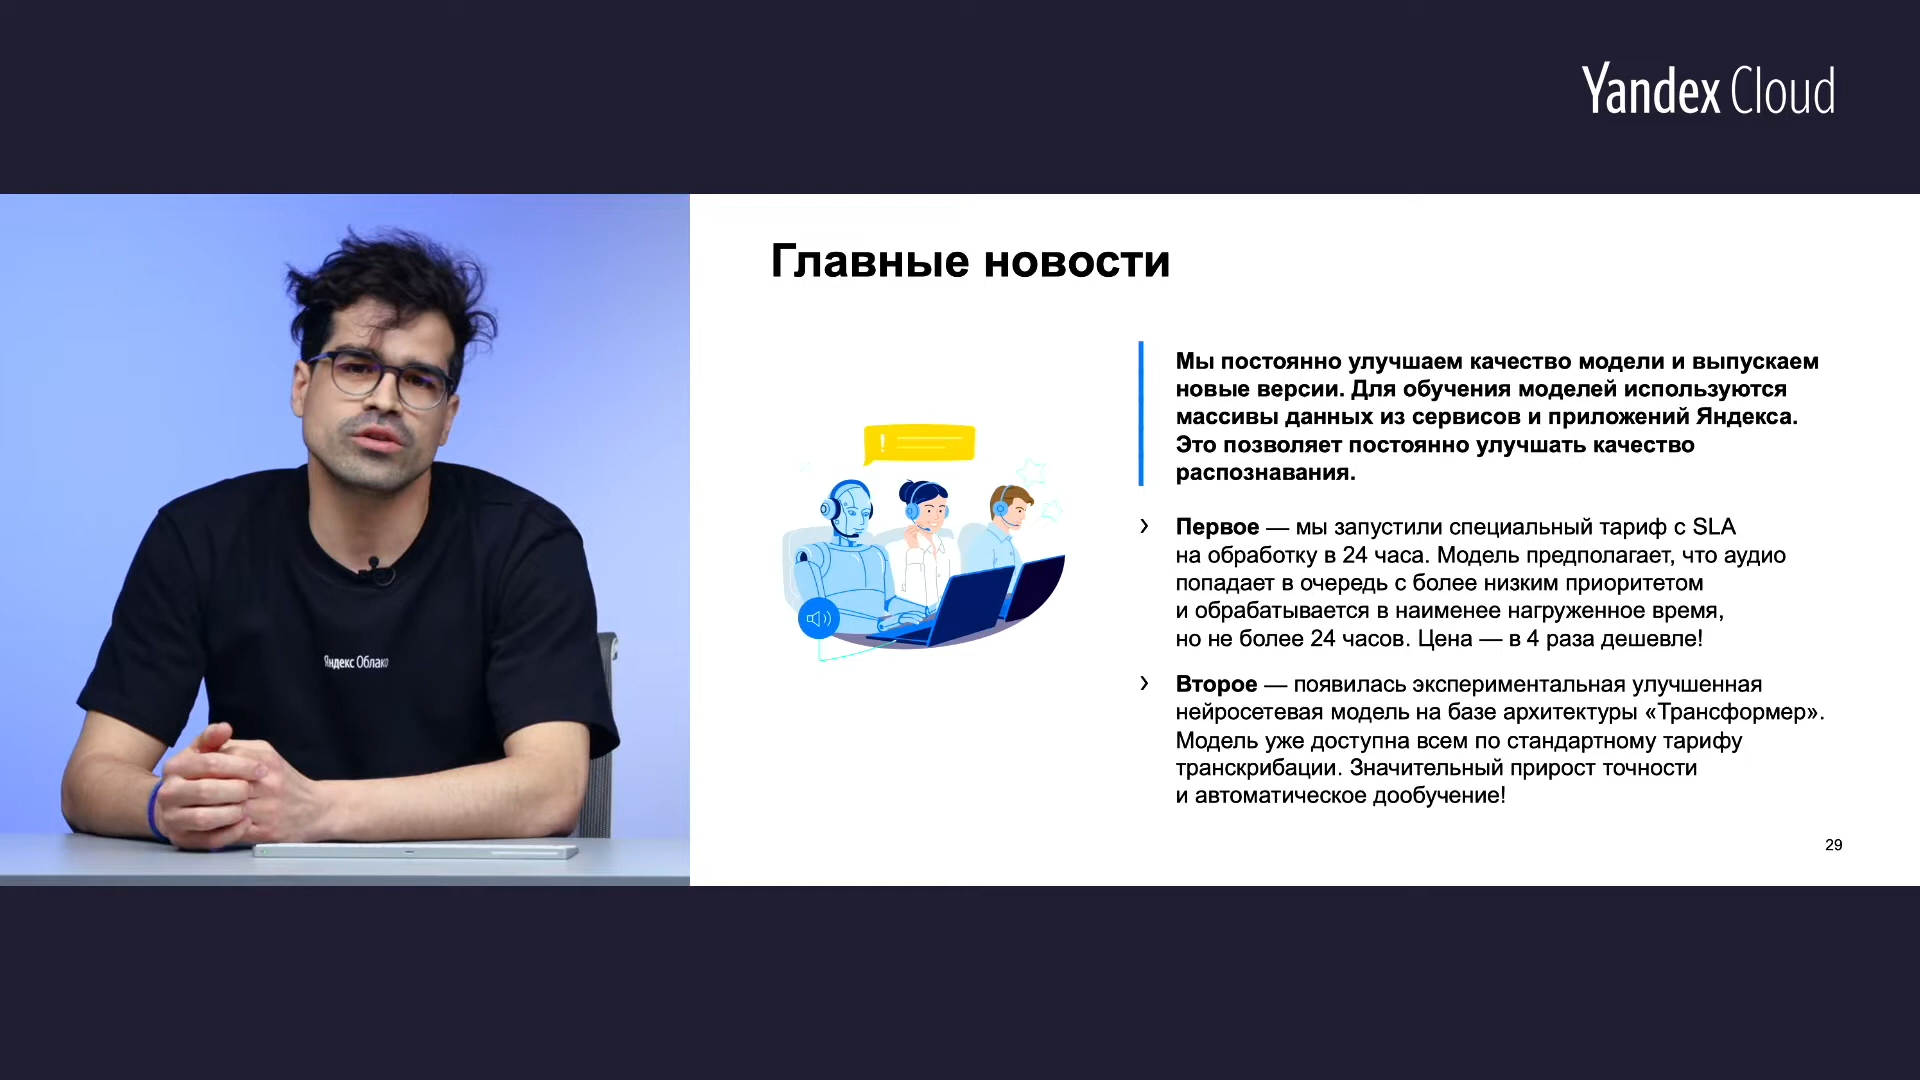 Yandex Cloud
Главные новости
Мы постоянно улучшаем качество модели и выпускаем
новые версии. Для обучения моделей используются
массивы данных из сервисов и приложений Яндекса.
Это позволяет постоянно улучшать качество
распознавания.
› Первое — мы запустили специальный тариф с SLA
на обработку в 24 часа. Модель предполагает, что аудио
попадает в очередь с более низким приоритетом
и обрабатывается в наименее нагруженное время,
но не более 24 часов. Цена — в 4 раза дешевле!
› Второе — появилась экспериментальная улучшенная
нейросетевая модель на базе архитектуры «Трансформер».
Модель уже доступна всем по стандартному тарифу
транскрибации. Значительный прирост точности
и автоматическое дообучение!
29
!
Яндекс Облако